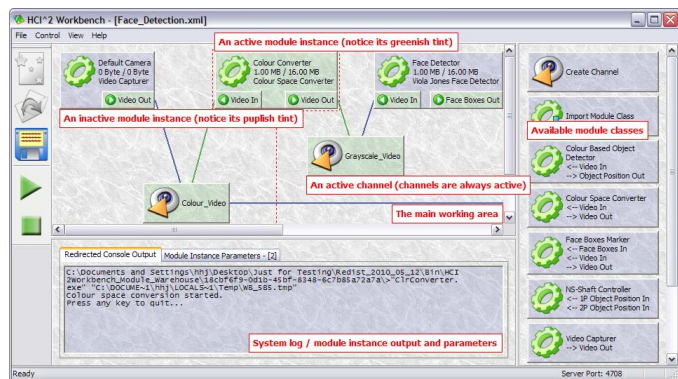 HCI^2 Workbench - [Face_Detection.xml]
File Control View Help
An active module instance (notice its greenish tint)
Default Camera
0 Byte / 0 Byte
Video Capturer
Video Out
Colour Converter
1.00 MB / 16.00 MB
Colour Space Converter
Video In
Video Out
Face Detector
1.00 MB / 16.00 MB
Viola Jones Face Detector
Video In
Face Boxes Out
An inactive module instance (notice its puplish tint)
Grayscale_Video
An active channel (channels are always active)
Colour_Video
The main working area
Create Channel
Import Module Class
Available module classes
Colour Based Object
Detector
<-- Video In
--> Object Position Out
Colour Space Converter
<-- Video In
--> Video Out
Face Boxes Marker
<-- Face Boxes In
<-- Video In
--> Video Out
NS-Shaft Controller
<-- 1P Object Position In
<-- 2P Object Position In
Video Capturer
--> Video Out
Redirected Console Output
Module Instance Parameters - [2]
C:\Documents and Settings\hhj\Desktop\Just for Testing\Redist_2010_05_12\Bin\HCI
2Workbench_Module_Warehouse\18cbf6f9-0d1b-45bf-8348-6c7b85a72a7a\>"ClrConverter.
exe" "C:\DOCUME~1\hhj\LOCALS~1\Temp\WB_5B5.tmp"
Colour space conversion started.
Press any key to quit...
System log / module instance output and parameters
Ready
Server Port: 4708